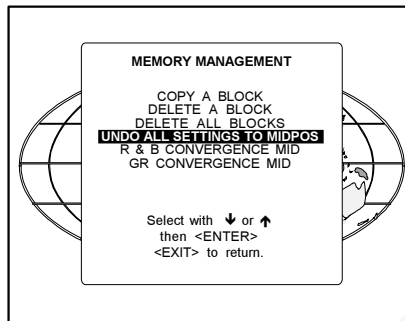 MEMORY MANAGEMENT
COPY A BLOCK
DELETE A BLOCK
DELETE ALL BLOCKS
UNDO ALL SETTINGS TO MIDPOS
R & B CONVERGENCE MID
GR CONVERGENCE MID
Select with ↓ or ↑
then <ENTER>
<EXIT> to return.